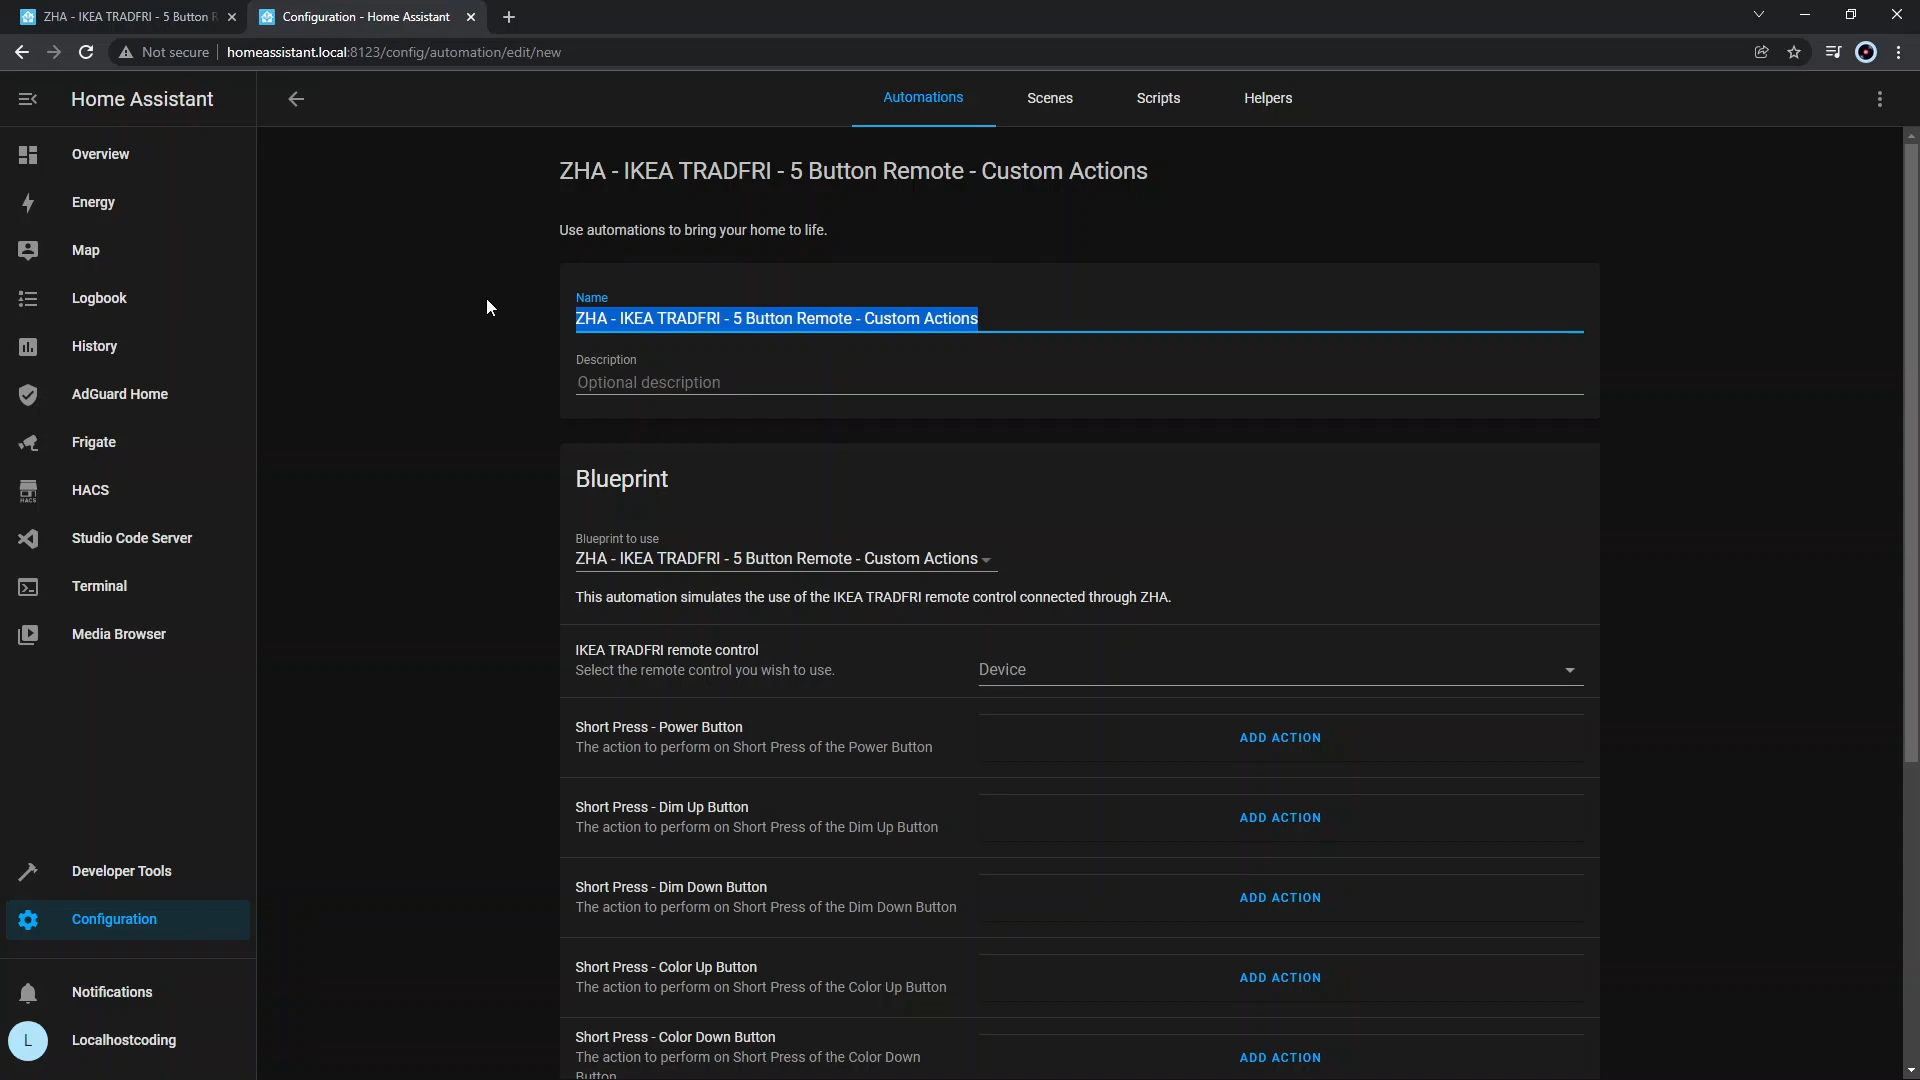 ZHA - IKEA TRADFRI - 5 Button R
Configuration - Home Assistant
Not secure
homeassistant.local:8123/config/automation/edit/new
Home Assistant
Automations
Scenes
Scripts
Helpers
Overview
Energy
Map
Logbook
History
AdGuard Home
Frigate
HACS
HACS
Studio Code Server
Terminal
Media Browser
Developer Tools
Configuration
Notifications
L
Localhostcoding
ZHA - IKEA TRADFRI - 5 Button Remote - Custom Actions
Use automations to bring your home to life.
Name
ZHA - IKEA TRADFRI - 5 Button Remote - Custom Actions
Description
Optional description
Blueprint
Blueprint to use
ZHA - IKEA TRADFRI - 5 Button Remote - Custom Actions
This automation simulates the use of the IKEA TRADFRI remote control connected through ZHA.
IKEA TRADFRI remote control
Select the remote control you wish to use.
Device
Short Press - Power Button
The action to perform on Short Press of the Power Button
ADD ACTION
Short Press - Dim Up Button
The action to perform on Short Press of the Dim Up Button
ADD ACTION
Short Press - Dim Down Button
The action to perform on Short Press of the Dim Down Button
ADD ACTION
Short Press - Color Up Button
The action to perform on Short Press of the Color Up Button
ADD ACTION
Short Press - Color Down Button
The action to perform on Short Press of the Color Down
Button
ADD ACTION